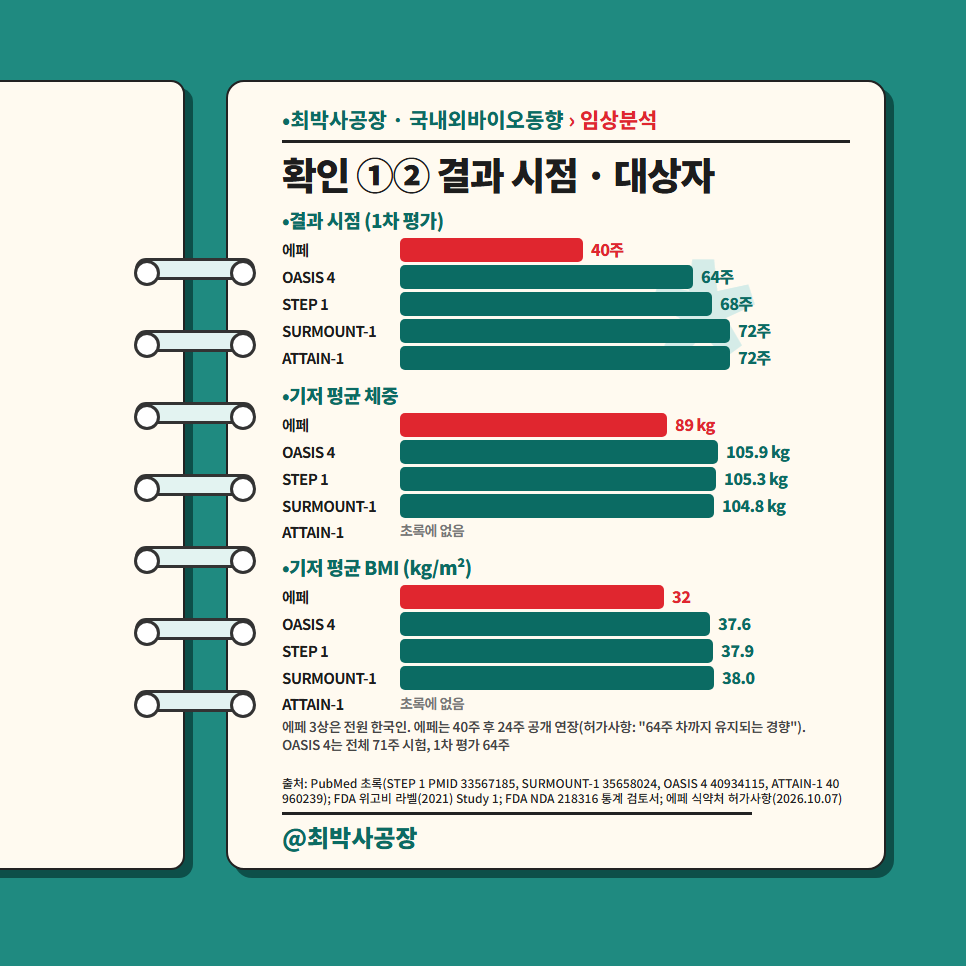 •최박사공장 · 국내외바이오동향 › 임상분석
확인 ①② 결과 시점 · 대상자
•결과 시점 (1차 평가)
에페 40주
OASIS 4 64주
STEP 1 68주
SURMOUNT-1 72주
ATTAIN-1 72주
•기저 평균 체중
에페 89 kg
OASIS 4 105.9 kg
STEP 1 105.3 kg
SURMOUNT-1 104.8 kg
ATTAIN-1 초록에 없음
•기저 평균 BMI (kg/m²)
에페 32
OASIS 4 37.6
STEP 1 37.9
SURMOUNT-1 38.0
ATTAIN-1 초록에 없음
에페 3상은 전원 한국인. 에페는 40주 후 24주 공개 연장(허가사항: "64주 차까지 유지되는 경향").
OASIS 4는 전체 71주 시험, 1차 평가 64주
출처: PubMed 초록(STEP 1 PMID 33567185, SURMOUNT-1 35658024, OASIS 4 40934115, ATTAIN-1 40
960239); FDA 위고비 라벨(2021) Study 1; FDA NDA 218316 통계 검토서; 에페 식약처 허가사항(2026.10.07)
@최박사공장